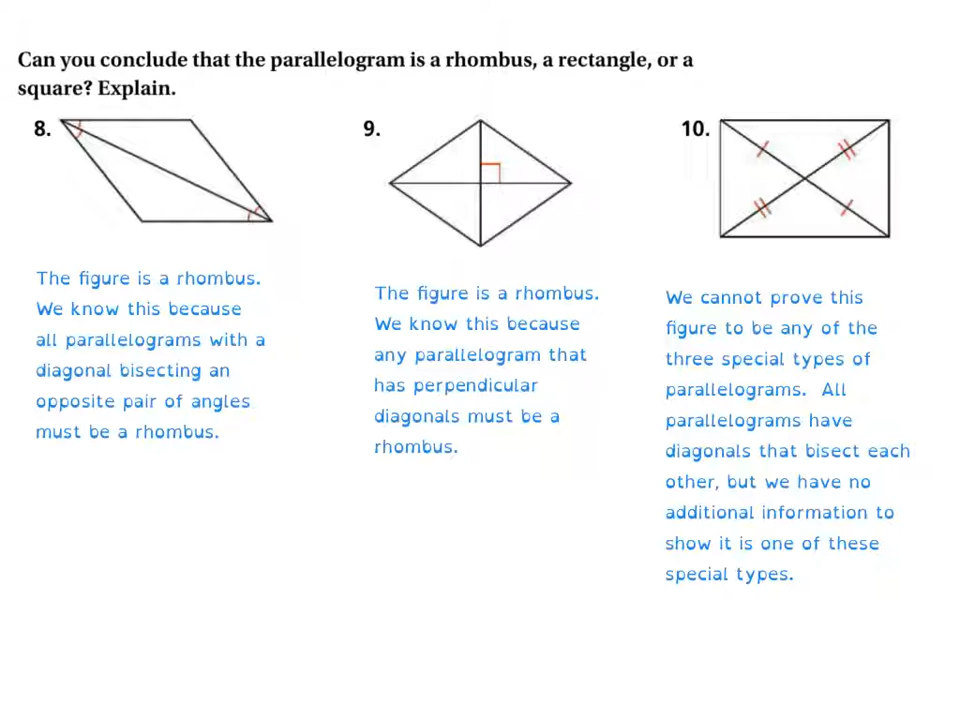 Can you conclude that the parallelogram is a rhombus, a rectangle, or a
square? Explain.
8.
The figure is a rhombus.
We know this because
all parallelograms with a
diagonal bisecting an
opposite pair of angles
must be a rhombus.
9.
The figure is a rhombus.
We know this because
any parallelogram that
has perpendicular
diagonals must be a
rhombus.
10.
We cannot prove this
figure to be any of the
three special types of
parallelograms. All
parallelograms have
diagonals that bisect each
other, but we have no
additional information to
show it is one of these
special types.